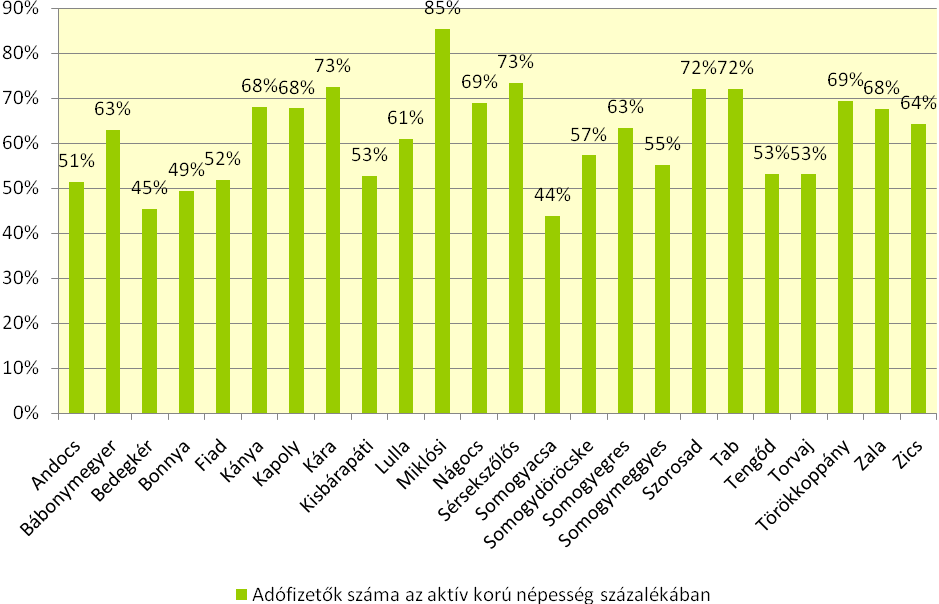 90%
80%
70%
60%
50%
40%
30%
20%
10%
0%
51%
63%
45%
49%
52%
68%
68%
73%
53%
61%
85%
69%
73%
44%
57%
63%
55%
72%
72%
53%
53%
69%
68%
64%
Andocs
Bábonymegyer
Bedegkér
Bonnya
Fiad
Kánya
Kapoly
Kára
Kisbárapáti
Lulla
Miklósi
Nágocs
Sérsekszőlős
Somogyacsa
Somogydöröcske
Somogyegres
Somogymeggyes
Szorosad
Tab
Tengőd
Torvaj
Törökkoppány
Zala
Zics
Adófizetők száma az aktív korú népesség százalékában